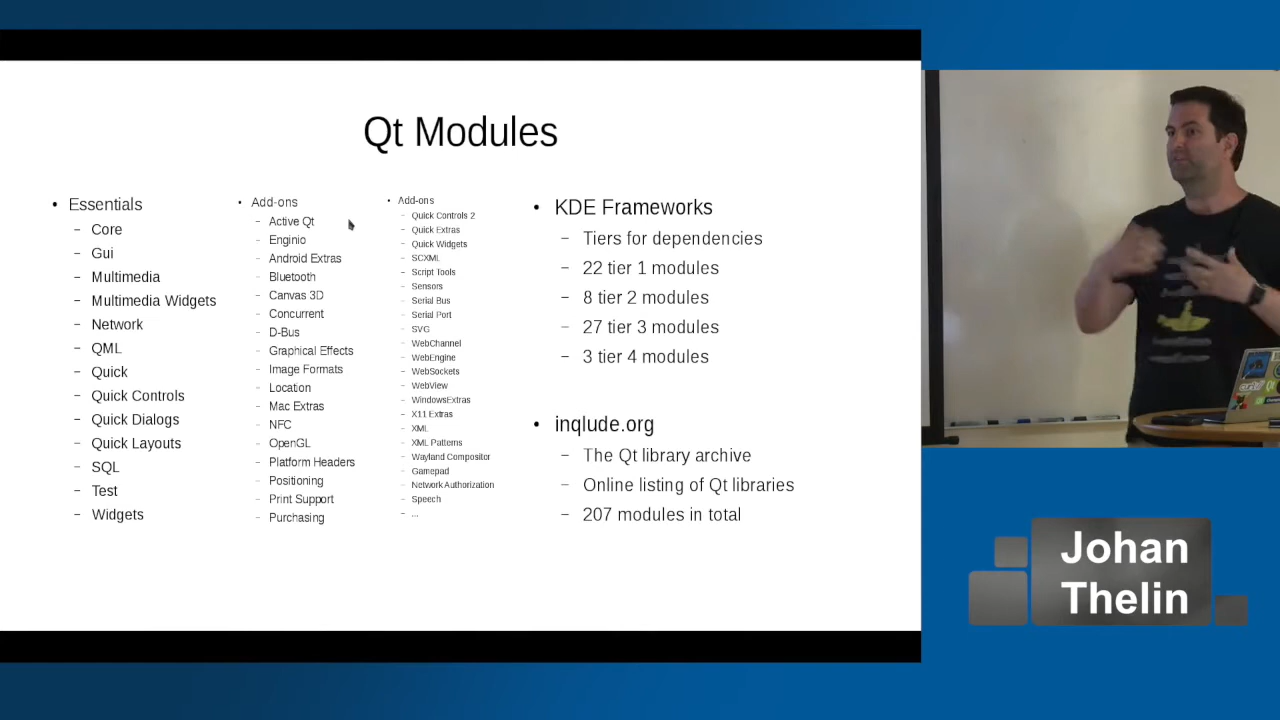 Qt Modules
• Essentials
– Core
– Gui
– Multimedia
– Multimedia Widgets
– Network
– QML
– Quick
– Quick Controls
– Quick Dialogs
– Quick Layouts
– SQL
– Test
– Widgets
• Add-ons
– Active Qt
– Enginio
– Android Extras
– Bluetooth
– Canvas 3D
– Concurrent
– D-Bus
– Graphical Effects
– Image Formats
– Location
– Mac Extras
– NFC
– OpenGL
– Platform Headers
– Positioning
– Print Support
– Purchasing
• Add-ons
– Quick Controls 2
– Quick Extras
– Quick Widgets
– SCXML
– Script Tools
– Sensors
– Serial Bus
– Serial Port
– SVG
– WebChannel
– WebEngine
– WebSockets
– WebView
– WindowsExtras
– X11 Extras
– XML
– XML Patterns
– Wayland Compositor
– Gamepad
– Network Authorization
– Speech
– ...
• KDE Frameworks
– Tiers for dependencies
– 22 tier 1 modules
– 8 tier 2 modules
– 27 tier 3 modules
– 3 tier 4 modules
• inqlude.org
– The Qt library archive
– Online listing of Qt libraries
– 207 modules in total
Johan
Thelin